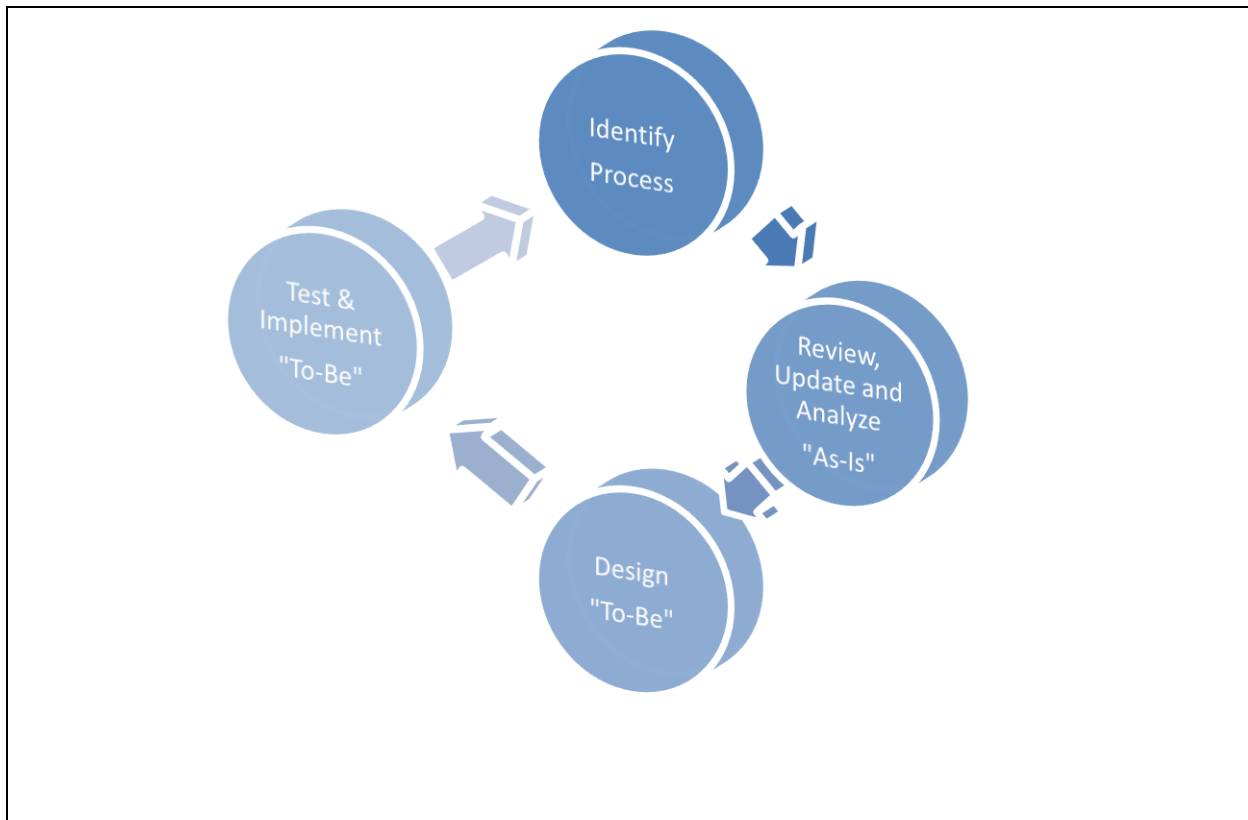 Identify
Process
Review,
Update and
Analyze
"As-Is"
Design
"To-Be"
Test &
Implement
"To-Be"